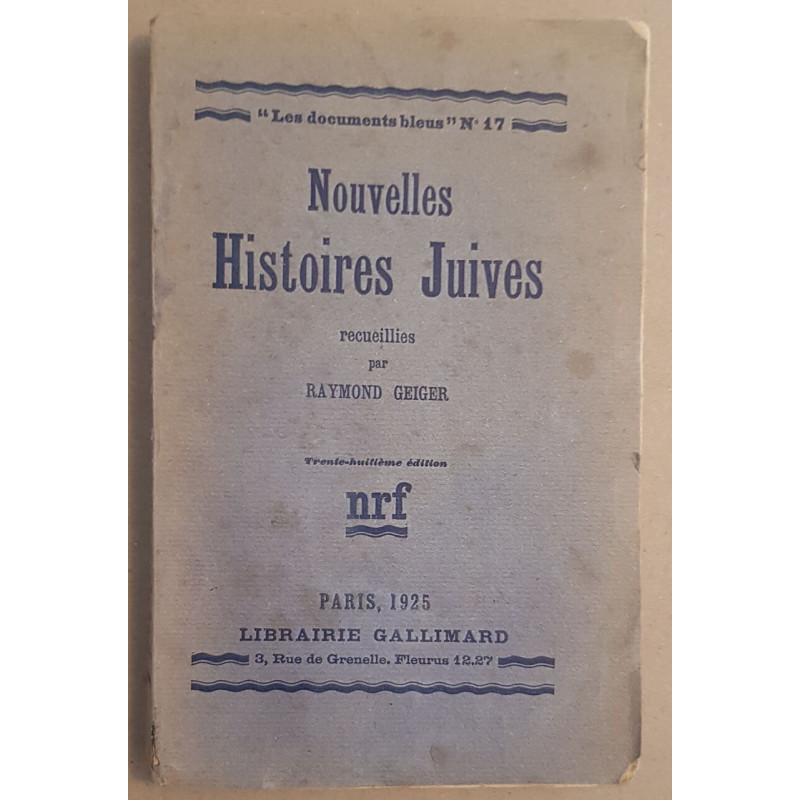 "Les documents bleus" Nº 17
Nouvelles
Histoires Juives
recueillies
par
RAYMOND GEIGER
Trente-huitième édition
nrf
PARIS, 1925
LIBRAIRIE GALLIMARD
3, Rue de Grenelle. Fleurus 12.27